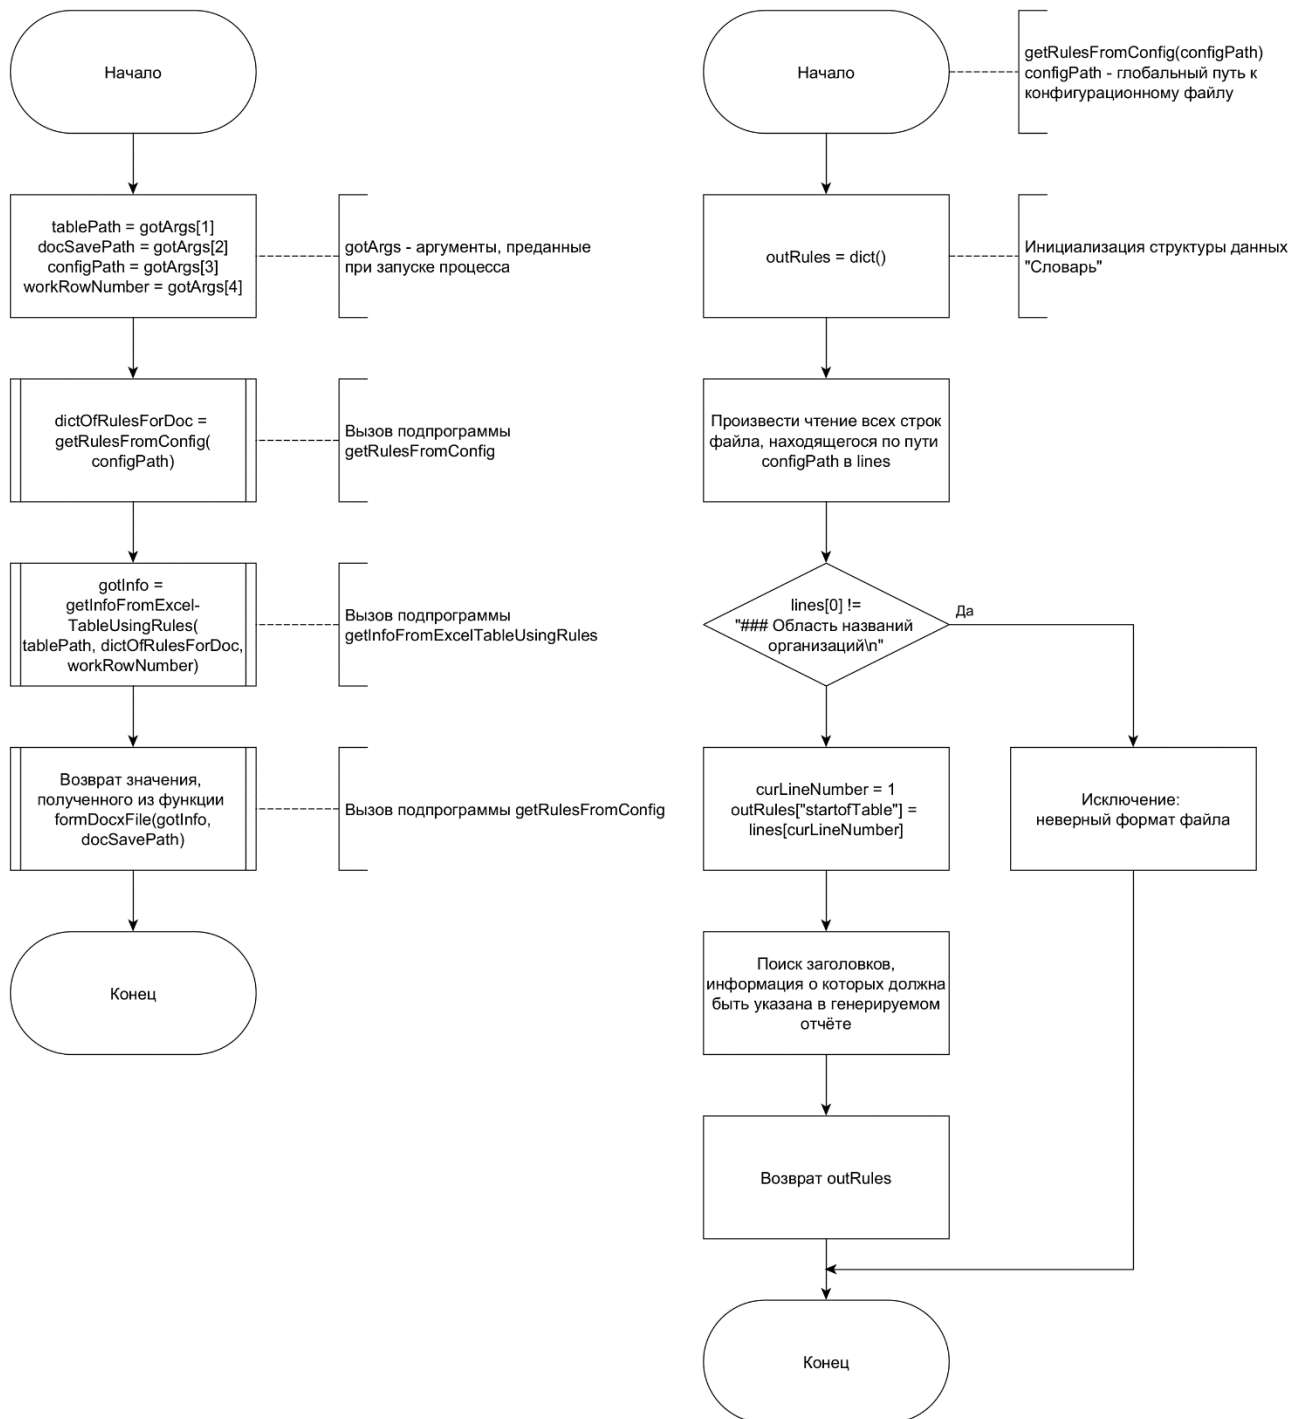 Начало
tablePath = gotArgs[1]
docSavePath = gotArgs[2]
configPath = gotArgs[3]
workRowNumber = gotArgs[4]
gotArgs - аргументы, преданные
при запуске процесса
dictOfRulesForDoc =
getRulesFromConfig(
configPath)
Вызов подпрограммы
getRulesFromConfig
gotInfo =
getInfoFromExcel-
TableUsingRules(
tablePath, dictOfRulesForDoc,
workRowNumber)
Вызов подпрограммы
getInfoFromExcelTableUsingRules
Возврат значения,
полученного из функции
formDocxFile(gotInfo,
docSavePath)
Вызов подпрограммы getRulesFromConfig
Конец
Начало
getRulesFromConfig(configPath)
configPath - глобальный путь к
конфигурационному файлу
outRules = dict()
Инициализация структуры данных
"Словарь"
Произвести чтение всех строк
файла, находящегося по пути
configPath в lines
lines[0] !=
"### Область названий
организаций\n"
Да
curLineNumber = 1
outRules["startofTable"] =
lines[curLineNumber]
Исключение:
неверный формат файла
Поиск заголовков,
информация о которых должна
быть указана в генерируемом
отчёте
Возврат outRules
Конец